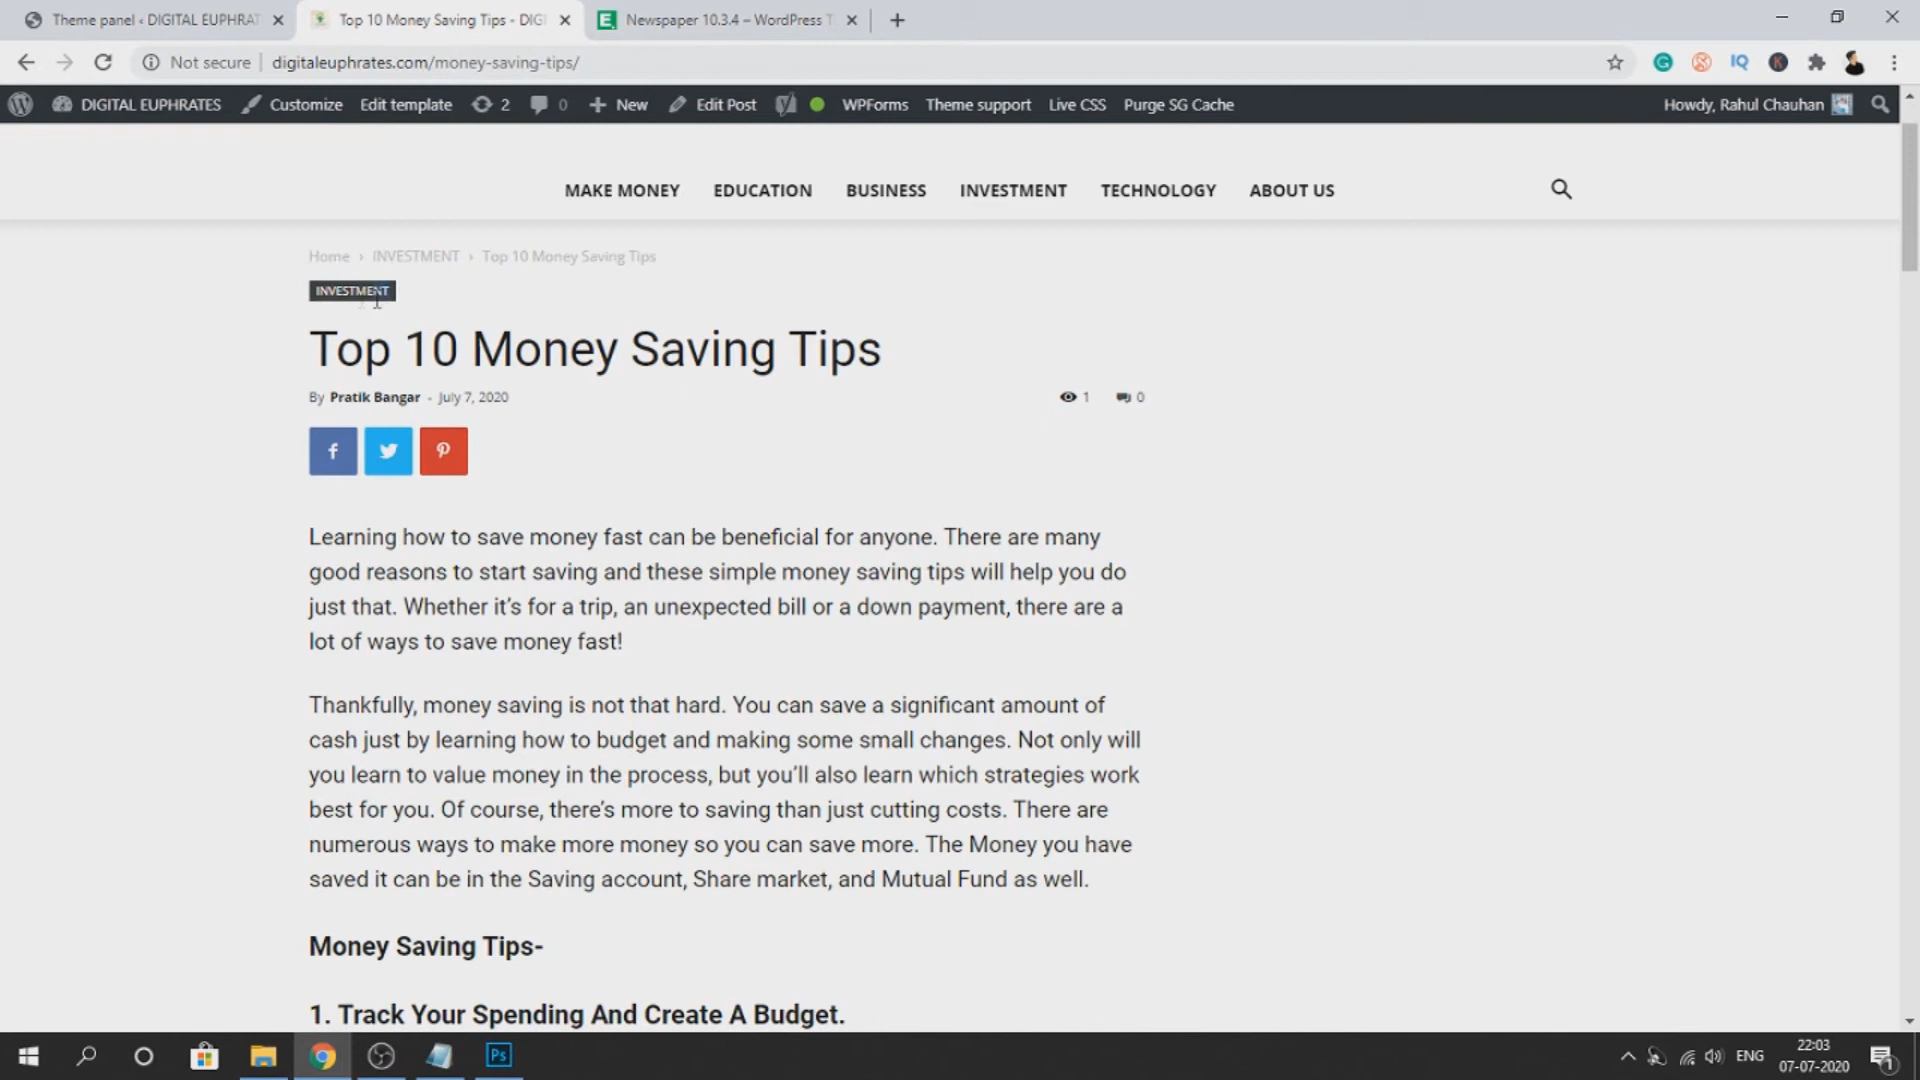 Theme panel ‹ DIGITAL EUPHRAT
Top 10 Money Saving Tips - DIG
Newspaper 10.3.4 – WordPress T
Not secure | digitaleuphrates.com/money-saving-tips/
DIGITAL EUPHRATES Customize Edit template 2 0 New Edit Post WPForms Theme support Live CSS Purge SG Cache Howdy, Rahul Chauhan
MAKE MONEY EDUCATION BUSINESS INVESTMENT TECHNOLOGY ABOUT US
Home › INVESTMENT › Top 10 Money Saving Tips
INVESTMENT
Top 10 Money Saving Tips
By Pratik Bangar - July 7, 2020 1 0
Learning how to save money fast can be beneficial for anyone. There are many
good reasons to start saving and these simple money saving tips will help you do
just that. Whether it’s for a trip, an unexpected bill or a down payment, there are a
lot of ways to save money fast!
Thankfully, money saving is not that hard. You can save a significant amount of
cash just by learning how to budget and making some small changes. Not only will
you learn to value money in the process, but you’ll also learn which strategies work
best for you. Of course, there’s more to saving than just cutting costs. There are
numerous ways to make more money so you can save more. The Money you have
saved it can be in the Saving account, Share market, and Mutual Fund as well.
Money Saving Tips-
1. Track Your Spending And Create A Budget.
Ps
ENG
22:03
07-07-2020
1